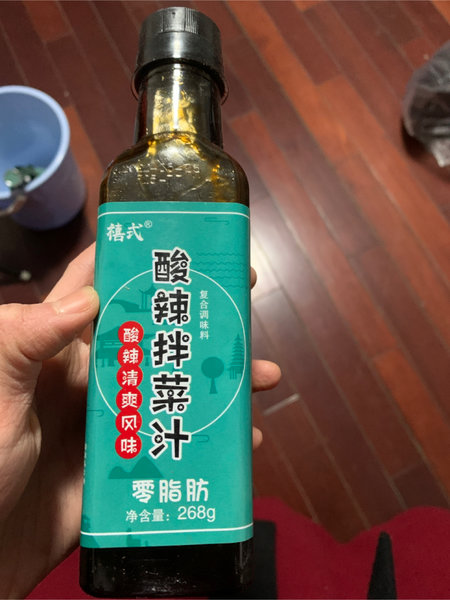 禧式®
酸辣拌菜汁
复合调味料
酸辣清爽风味
零脂肪
净含量：268g